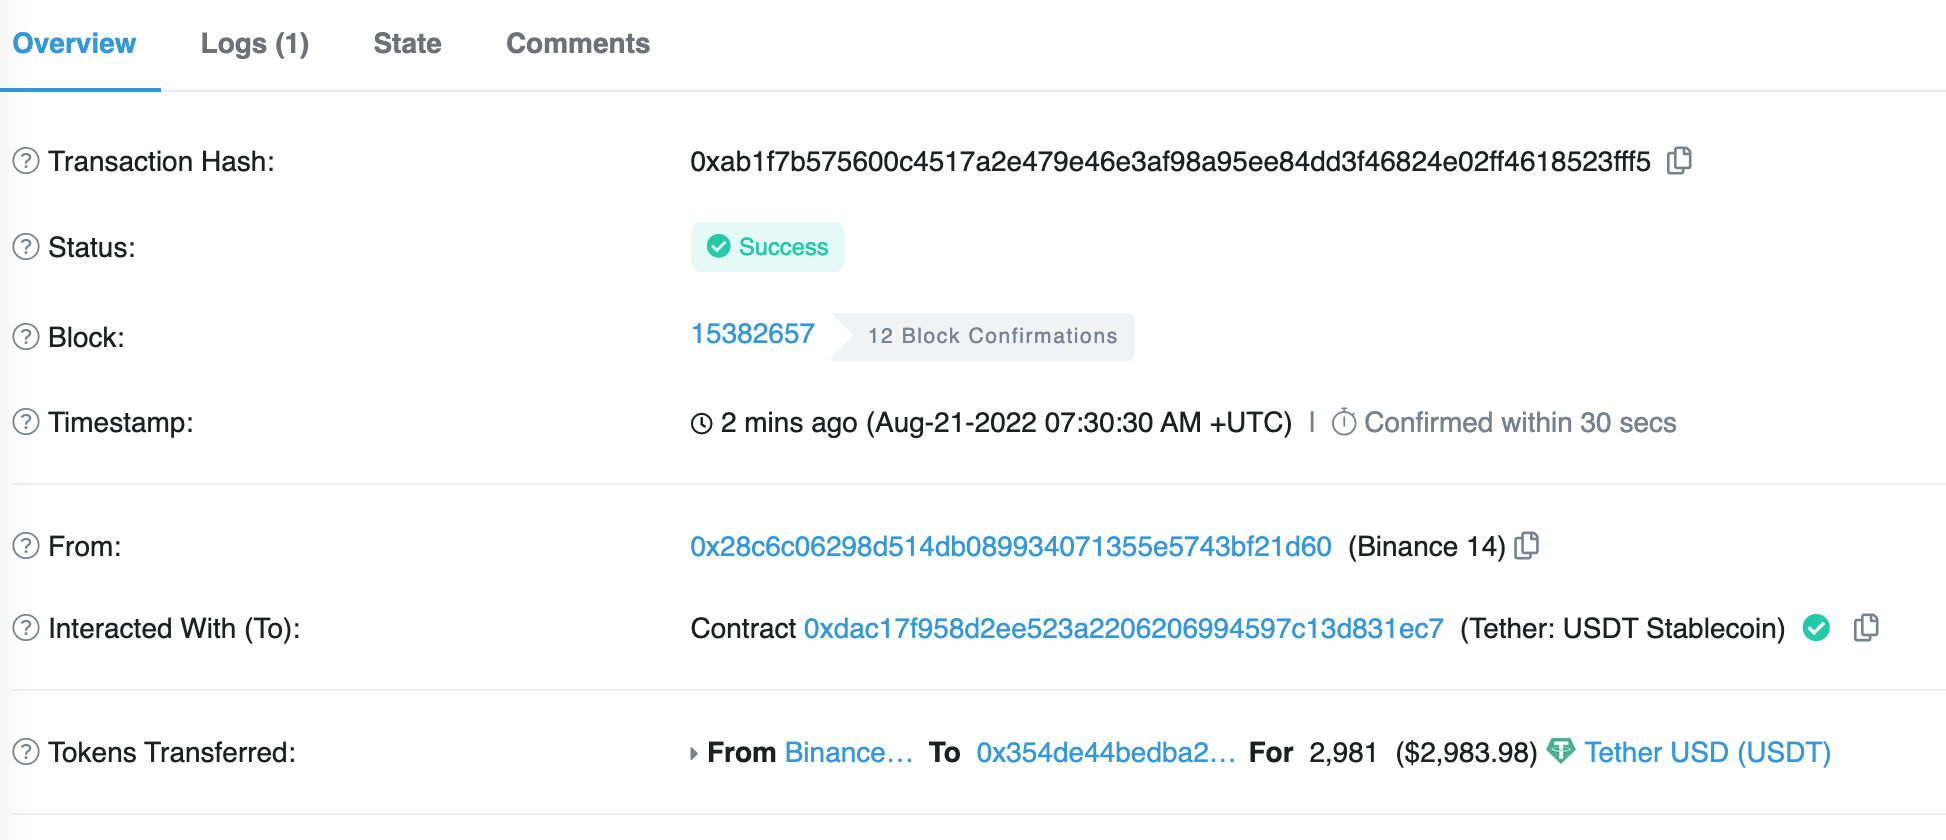 Overview Logs (1) State Comments
Transaction Hash: 0xab1f7b575600c4517a2e479e46e3af98a95ee84dd3f46824e02ff4618523fff5
Status: Success
Block: 15382657 12 Block Confirmations
Timestamp: 2 mins ago (Aug-21-2022 07:30:30 AM +UTC) | Confirmed within 30 secs
From: 0x28c6c06298d514db089934071355e5743bf21d60 (Binance 14)
Interacted With (To): Contract 0xdac17f958d2ee523a2206206994597c13d831ec7 (Tether: USDT Stablecoin)
Tokens Transferred: From Binance... To 0x354de44bedba2... For 2,981 ($2,983.98) Tether USD (USDT)